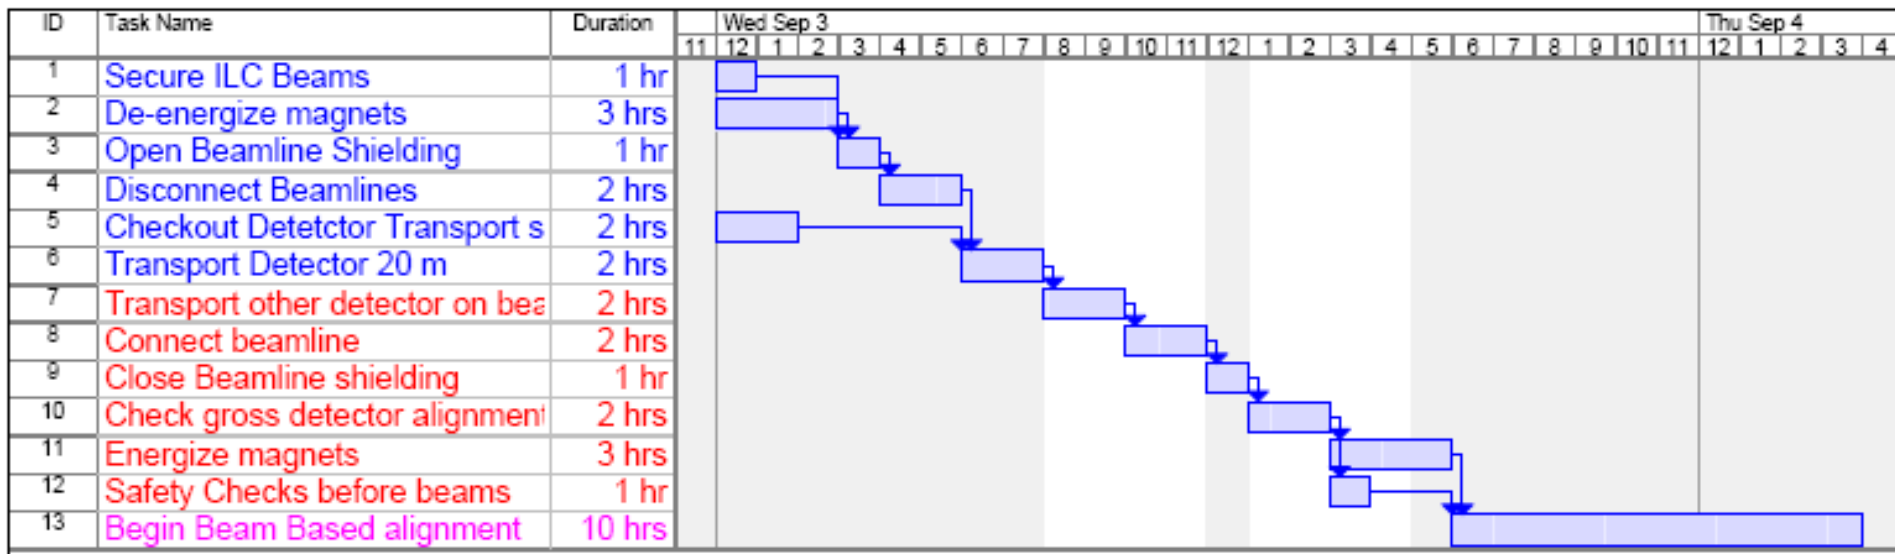 ID Task Name Duration Wed Sep 3 Thu Sep 4
11 12 1 2 3 4 5 6 7 8 9 10 11 12 1 2 3 4 5 6 7 8 9 10 11 12 1 2 3 4
1 Secure ILC Beams 1 hr
2 De-energize magnets 3 hrs
3 Open Beamline Shielding 1 hr
4 Disconnect Beamlines 2 hrs
5 Checkout Detetctor Transport s 2 hrs
6 Transport Detector 20 m 2 hrs
7 Transport other detector on bea 2 hrs
8 Connect beamline 2 hrs
9 Close Beamline shielding 1 hr
10 Check gross detector alignment 2 hrs
11 Energize magnets 3 hrs
12 Safety Checks before beams 1 hr
13 Begin Beam Based alignment 10 hrs